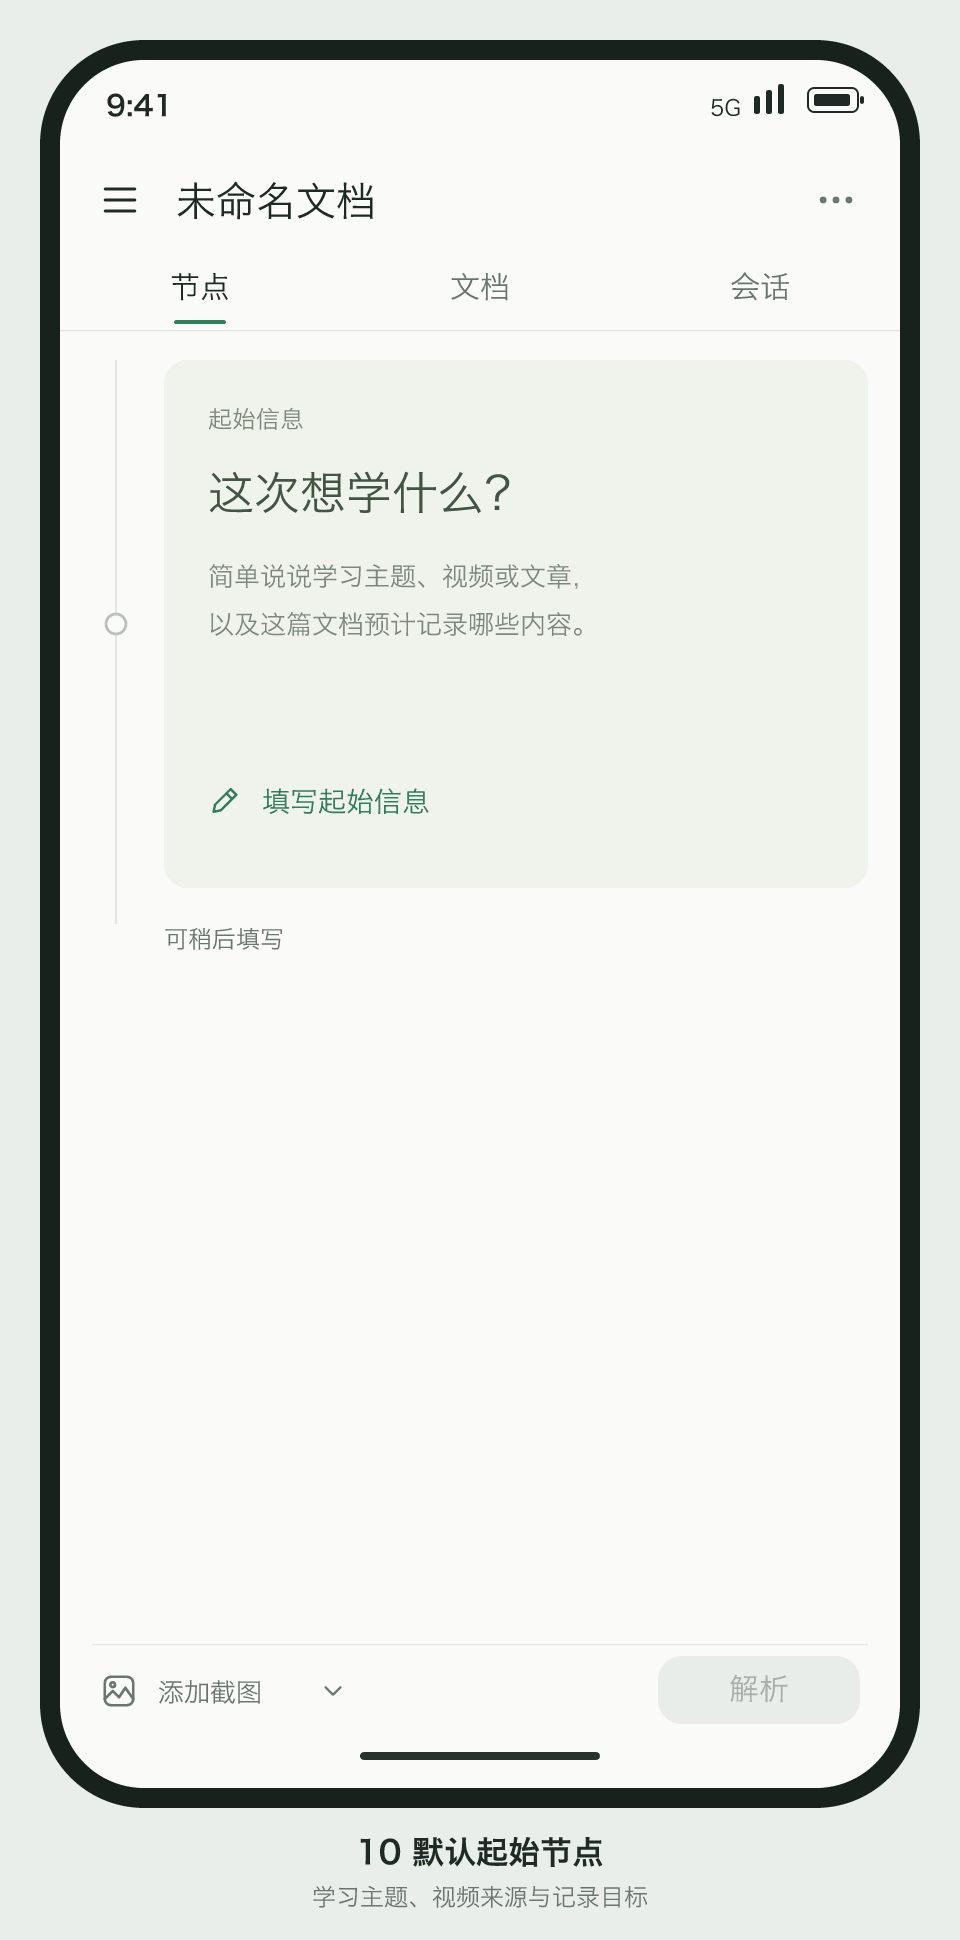 9:41
5G
未命名文档
节点
文档
会话
起始信息
这次想学什么?
简单说说学习主题、视频或文章,
以及这篇文档预计记录哪些内容。
填写起始信息
可稍后填写
添加截图
解析
10 默认起始节点
学习主题、视频来源与记录目标